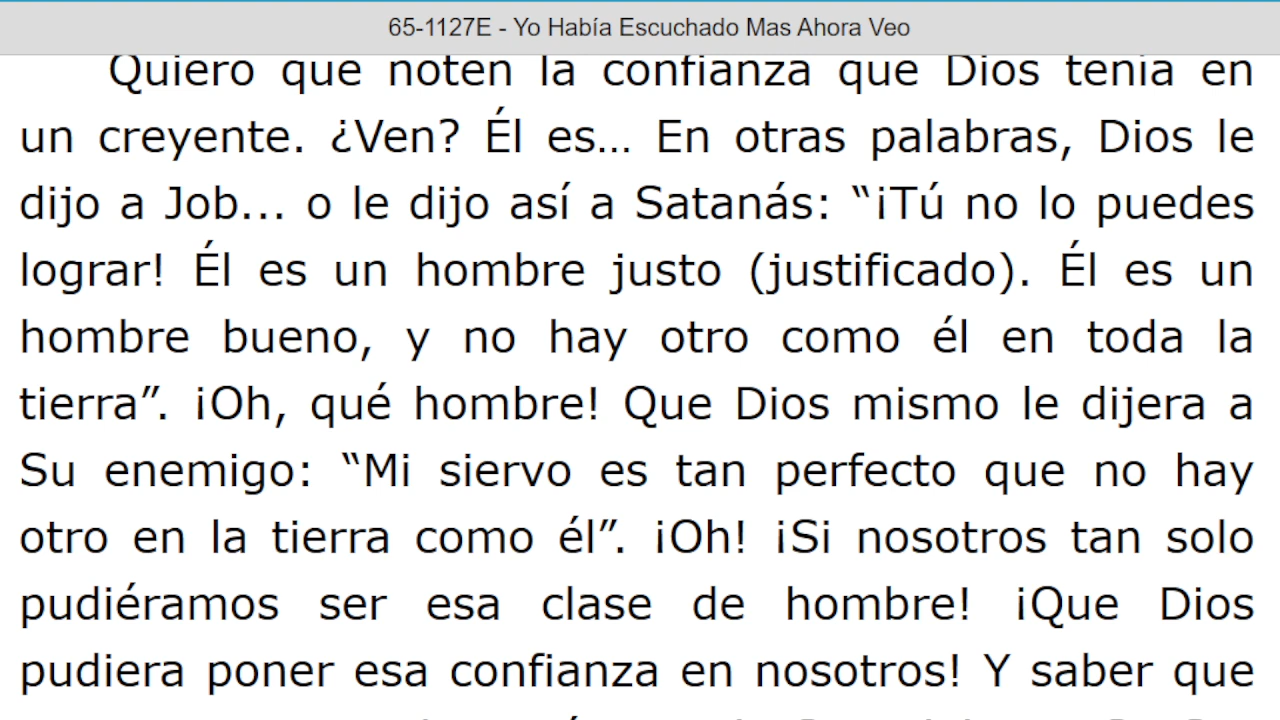 65-1127E - Yo Había Escuchado Mas Ahora Veo
Quiero que noten la confianza que Dios tenía en
un creyente. ¿Ven? Él es… En otras palabras, Dios le
dijo a Job... o le dijo así a Satanás: “¡Tú no lo puedes
lograr! Él es un hombre justo (justificado). Él es un
hombre bueno, y no hay otro como él en toda la
tierra”. ¡Oh, qué hombre! Que Dios mismo le dijera a
Su enemigo: “Mi siervo es tan perfecto que no hay
otro en la tierra como él”. ¡Oh! ¡Si nosotros tan solo
pudiéramos ser esa clase de hombre! ¡Que Dios
pudiera poner esa confianza en nosotros! Y saber que